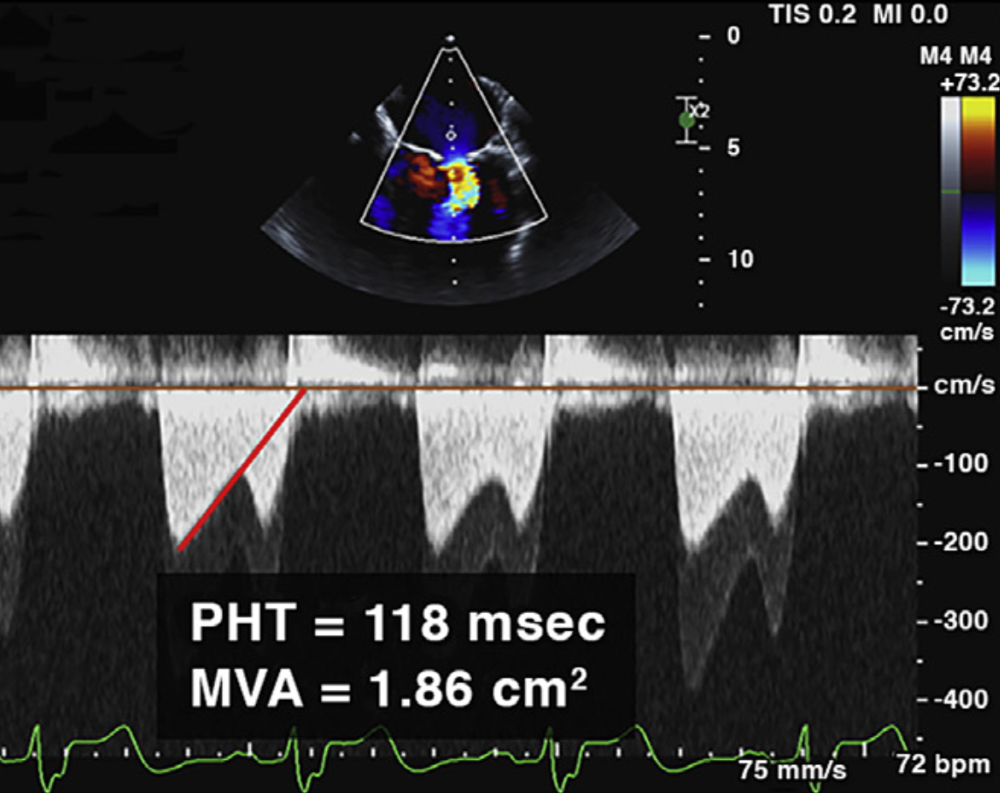 TIS 0.2 MI 0.0
M4 M4
+73.2
0
x2
5
10
-73.2
cm/s
cm/s
-100
-200
-300
-400
PHT = 118 msec
MVA = 1.86 cm²
75 mm/s
72 bpm